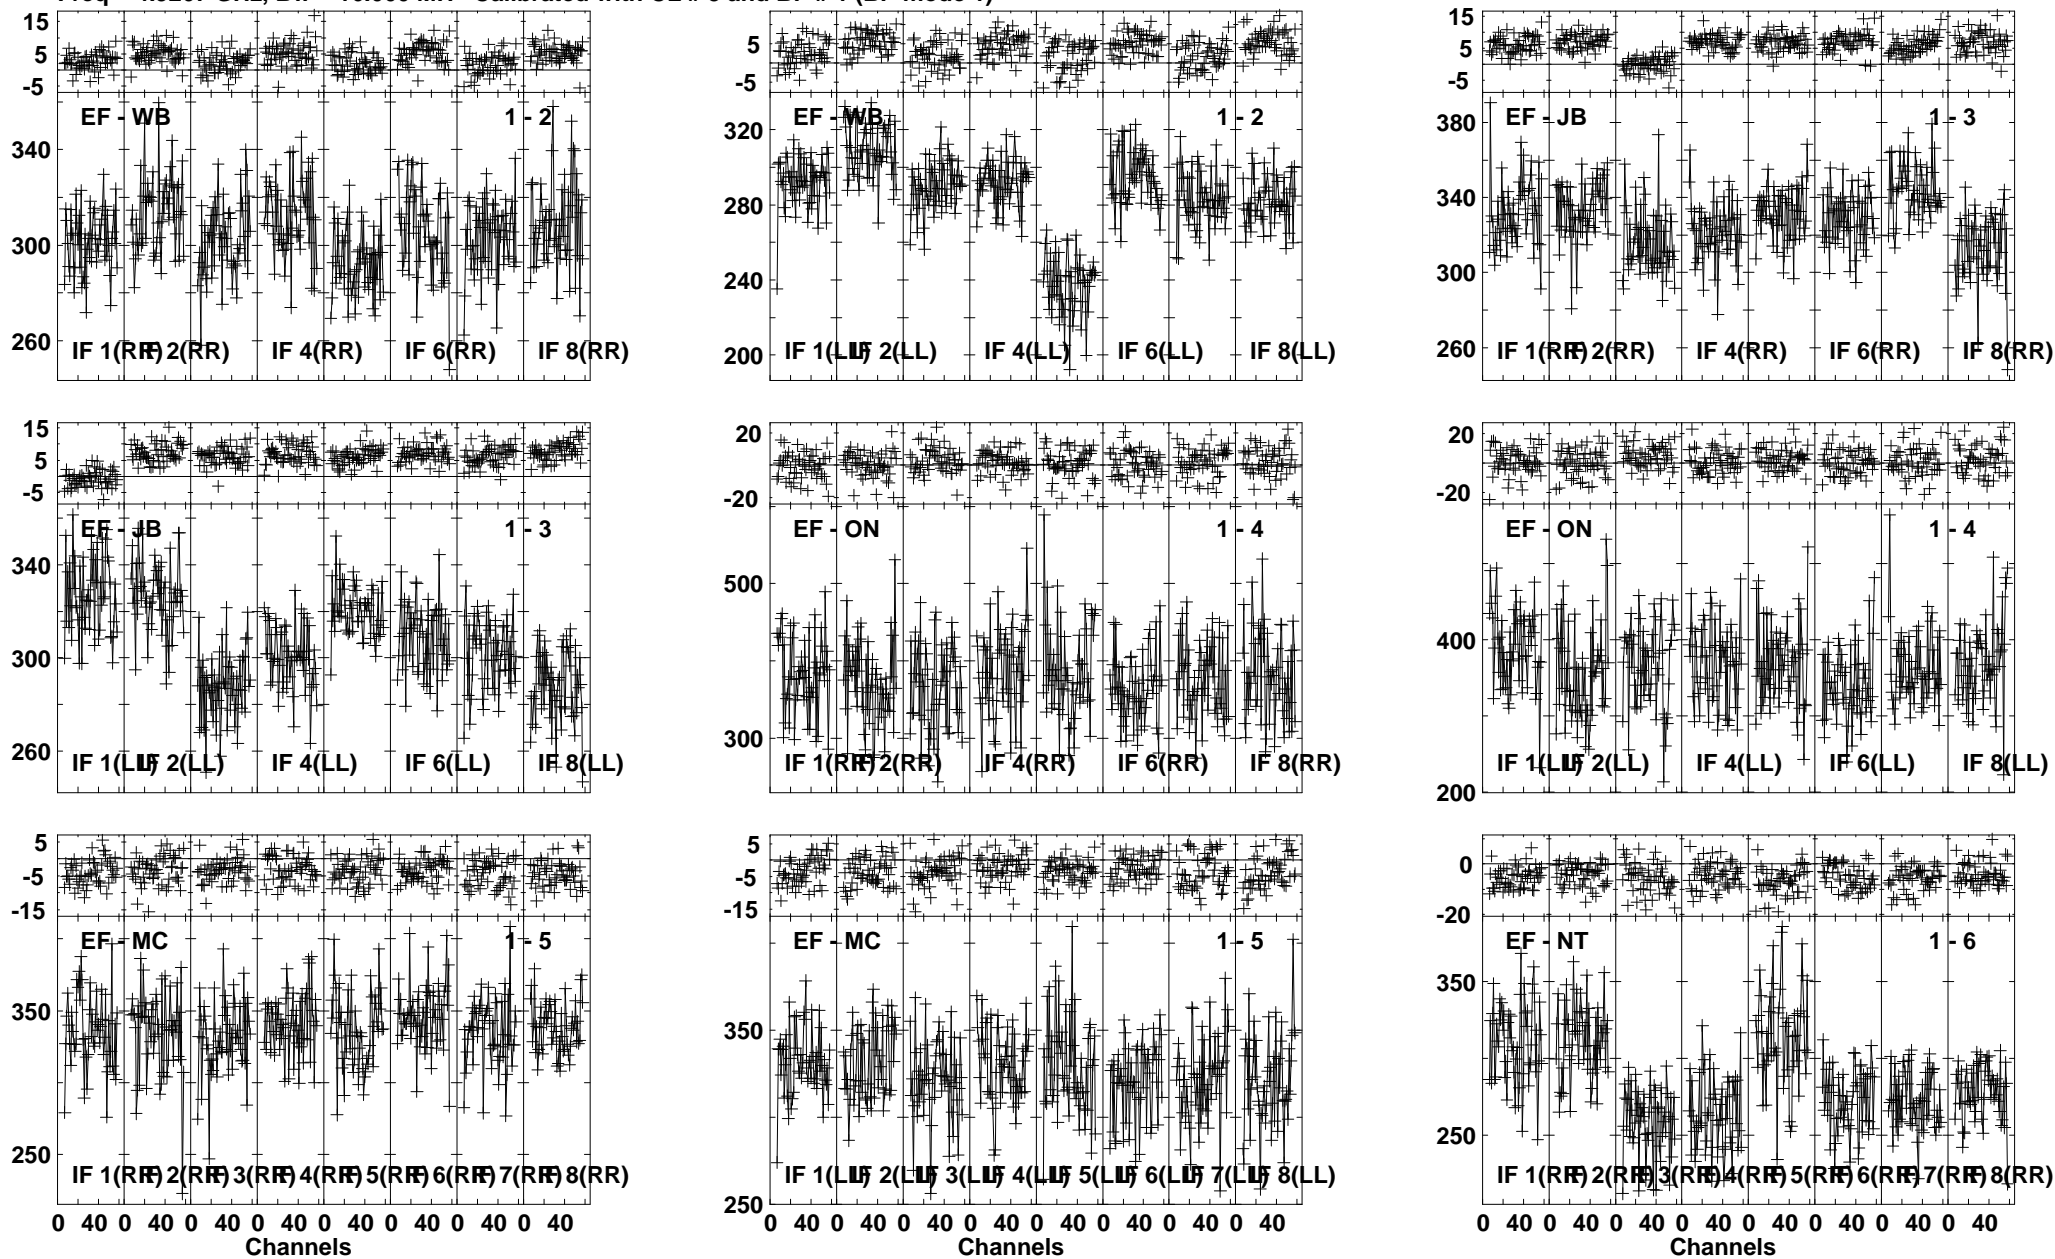 15
5
-5
EF - WB 1 - 2
340
300
260
IF 1(RR) IF 2(RR) IF 4(RR) IF 6(RR) IF 8(RR)
5
-5
EF - WB 1 - 2
320
280
240
200
IF 1(LL) IF 2(LL) IF 4(LL) IF 6(LL) IF 8(LL)
15
5
-5
EF - JB 1 - 3
380
340
300
260
IF 1(RR) IF 2(RR) IF 4(RR) IF 6(RR) IF 8(RR)
15
5
-5
EF - JB 1 - 3
340
300
260
IF 1(LL) IF 2(LL) IF 4(LL) IF 6(LL) IF 8(LL)
20
0
-20
EF - ON 1 - 4
500
300
IF 1(RR) IF 2(RR) IF 4(RR) IF 6(RR) IF 8(RR)
20
0
-20
EF - ON 1 - 4
400
200
IF 1(LL) IF 2(LL) IF 4(LL) IF 6(LL) IF 8(LL)
5
-5
-15
EF - MC 1 - 5
350
250
IF 1(RR) IF 2(RR) IF 3(RR) IF 4(RR) IF 5(RR) IF 6(RR) IF 7(RR) IF 8(RR)
0 40 0 40 0 40 0 40 0 40 0 40 0 40 0 40
Channels
5
-5
-15
EF - MC 1 - 5
350
250
IF 1(LL) IF 2(LL) IF 3(LL) IF 4(LL) IF 5(LL) IF 6(LL) IF 7(LL) IF 8(LL)
0 40 0 40 0 40 0 40 0 40 0 40 0 40 0 40
Channels
0
-20
EF - NT 1 - 6
350
250
IF 1(RR) IF 2(RR) IF 3(RR) IF 4(RR) IF 5(RR) IF 6(RR) IF 7(RR) IF 8(RR)
0 40 0 40 0 40 0 40 0 40 0 40 0 40 0 40
Channels